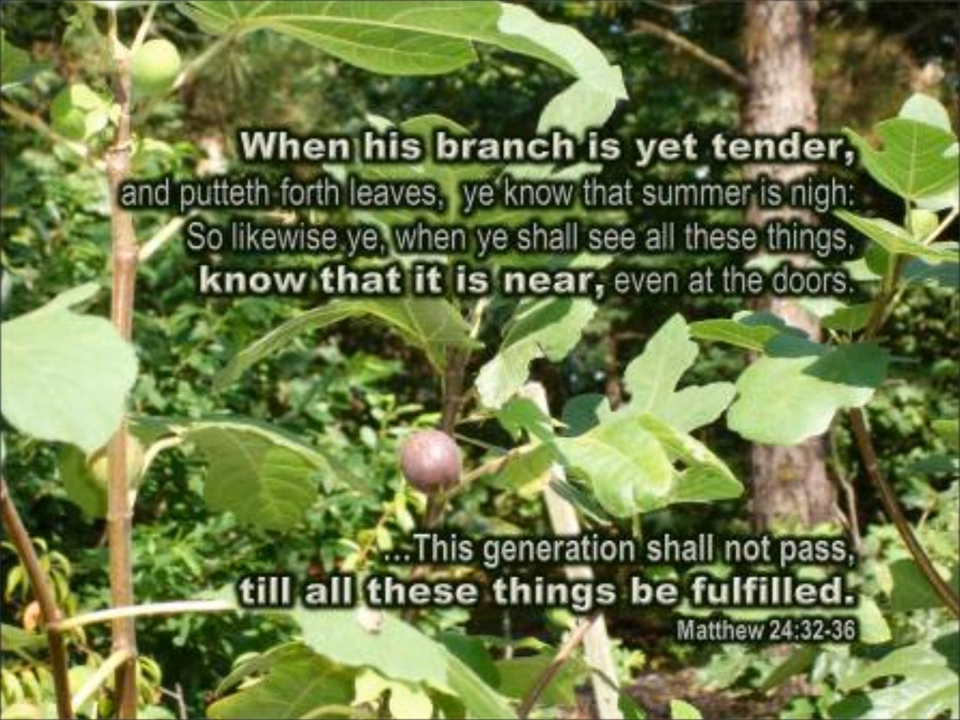 When his branch is yet tender,
and putteth forth leaves, ye know that summer is nigh:
So likewise ye, when ye shall see all these things,
know that it is near, even at the doors.
...This generation shall not pass,
till all these things be fulfilled.
Matthew 24:32-36